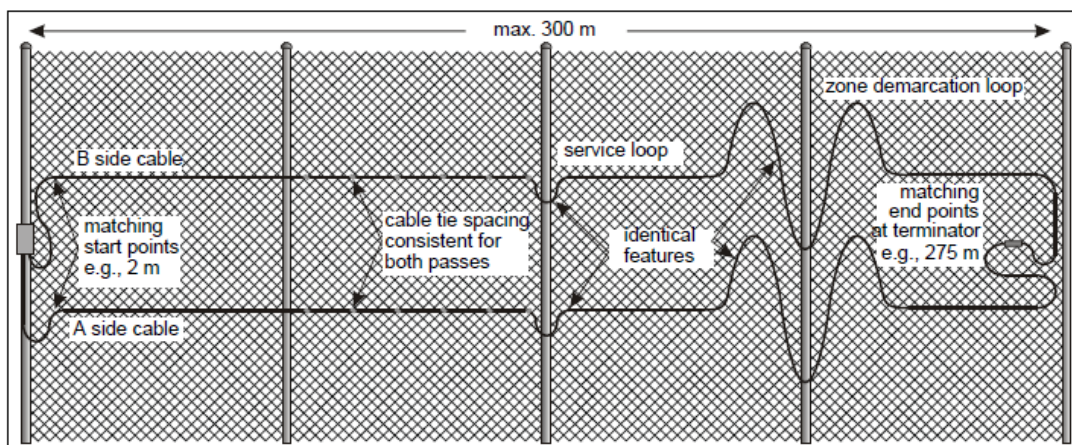 max. 300 m
zone demarcation loop
B side cable
service loop
matching
start points
e.g., 2 m
cable tie spacing
consistent for
both passes
identical
features
matching
end points
at terminator
e.g., 275 m
A side cable